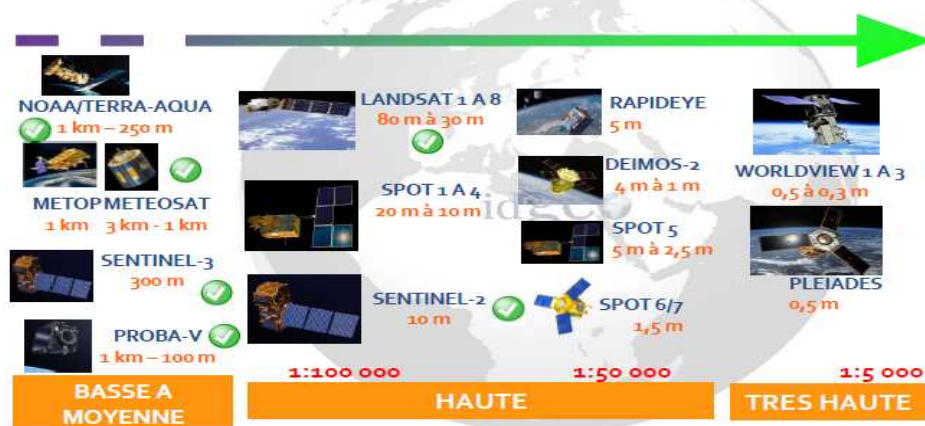 NOAA/TERRA-AQUA
1 km – 250 m
METOP METEOSAT
1 km 3 km - 1 km
SENTINEL-3
300 m
PROBA-V
1 km – 100 m
LANDSAT 1 A 8
80 m à 30 m
SPOT 1 A 4
20 m à 10 m
SENTINEL-2
10 m
RAPIDEYE
5 m
DEIMOS-2
4 m à 1 m
SPOT 5
5 m à 2,5 m
SPOT 6/7
1,5 m
WORLDVIEW 1 A 3
0,5 à 0,3 m
PLEIADES
0,5 m
1:100 000
1:50 000
1:5 000
BASSE A
MOYENNE
HAUTE
TRES HAUTE